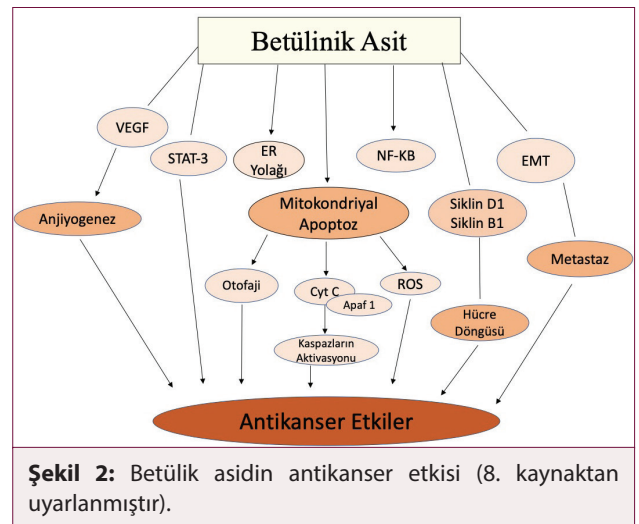 Betülinik Asit
VEGF
STAT-3
ER
Yolağı
NF-KB
EMT
Anjiyogenez
Mitokondriyal
Apoptoz
Siklin D1
Siklin B1
Metastaz
Otofaji
Cyt C
Apaf 1
ROS
Hücre
Döngüsü
Kaspazların
Aktivasyonu
Antikanser Etkiler
Şekil 2: Betülik asidin antikanser etkisi (8. kaynaktan
uyarlanmıştır).